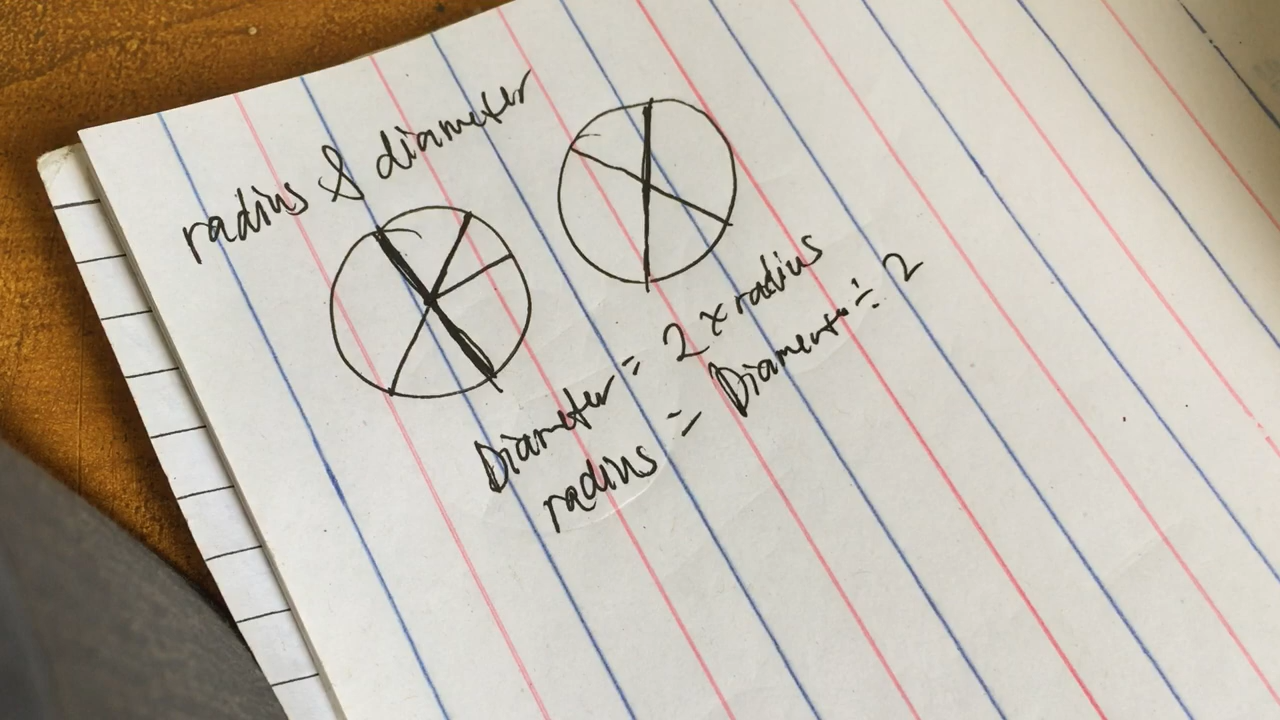 radius & diameter
Diameter = 2 x radius
radius = Diameter ÷ 2